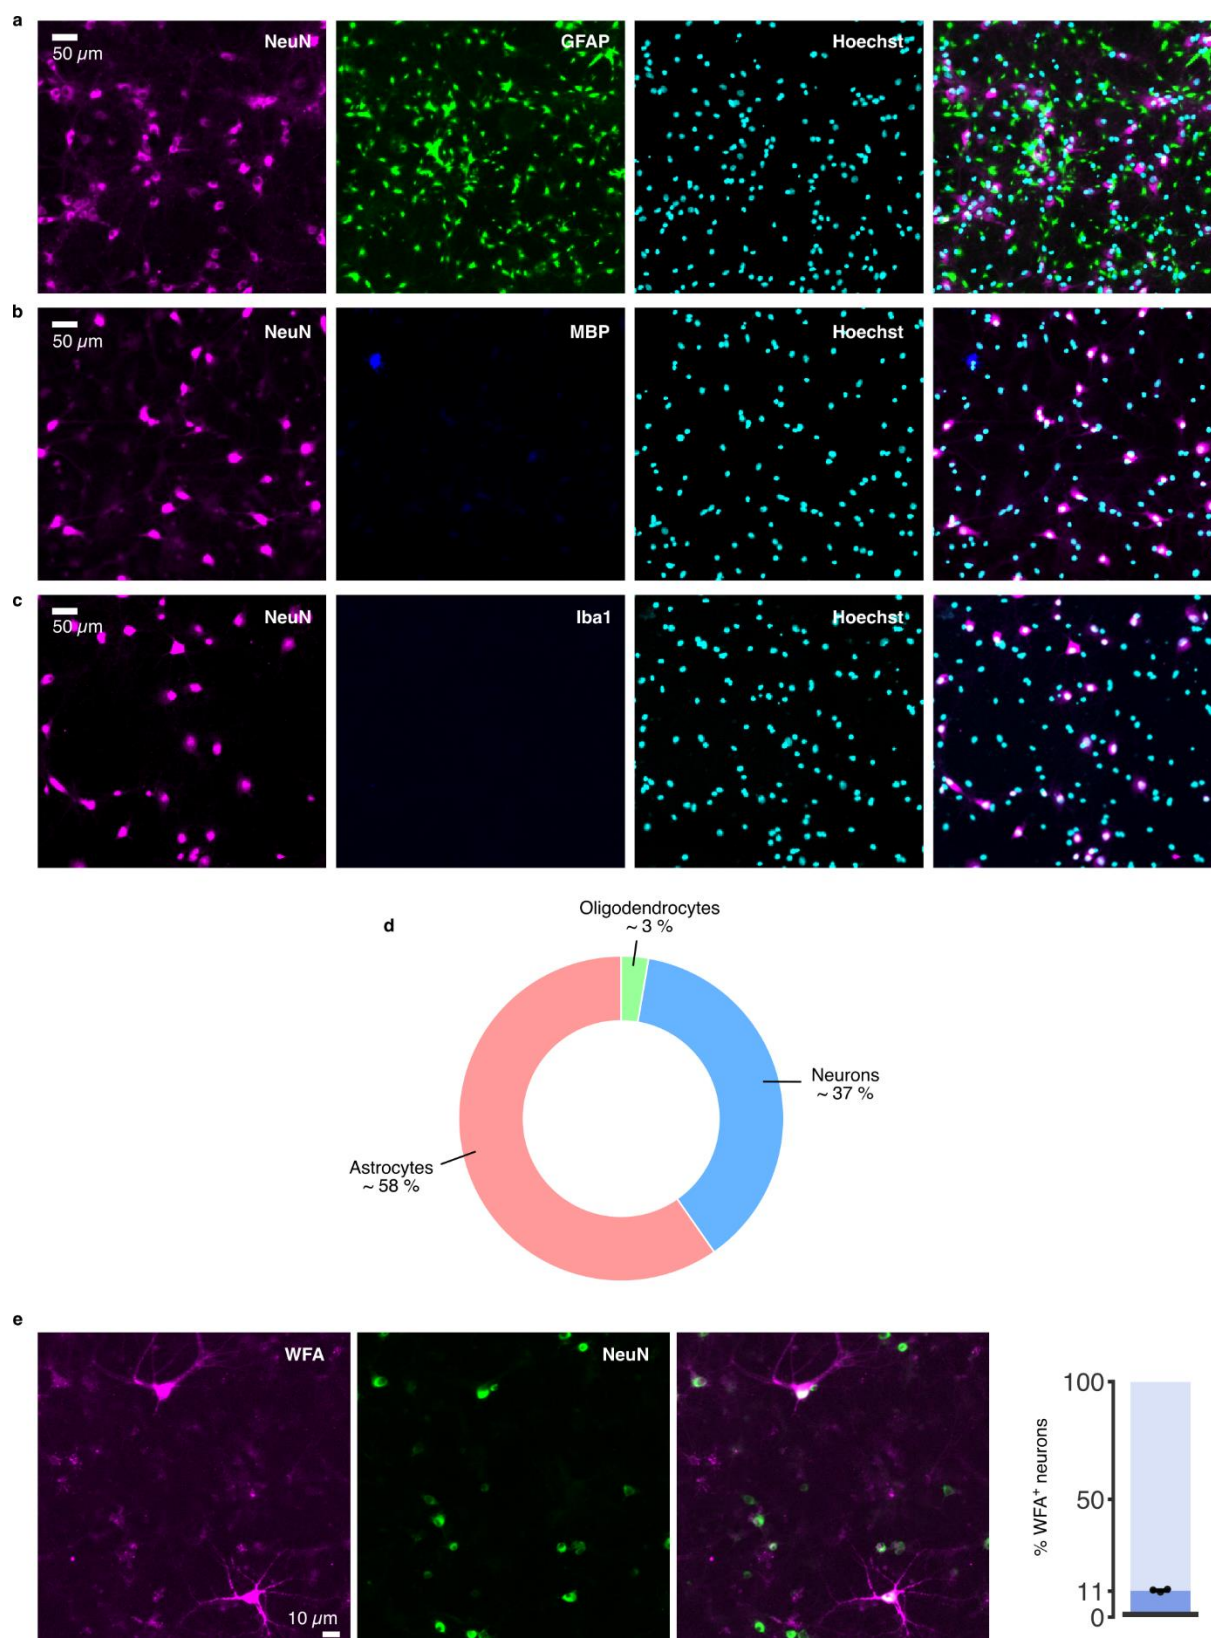 a
NeuN
50 µm
GFAP
Hoechst
b
NeuN
50 µm
MBP
Hoechst
c
NeuN
50 µm
Iba1
Hoechst
d
Oligodendrocytes
~ 3 %
Neurons
~ 37 %
Astrocytes
~ 58 %
e
WFA
10 µm
NeuN
% WFA⁺ neurons
100
50
11
0